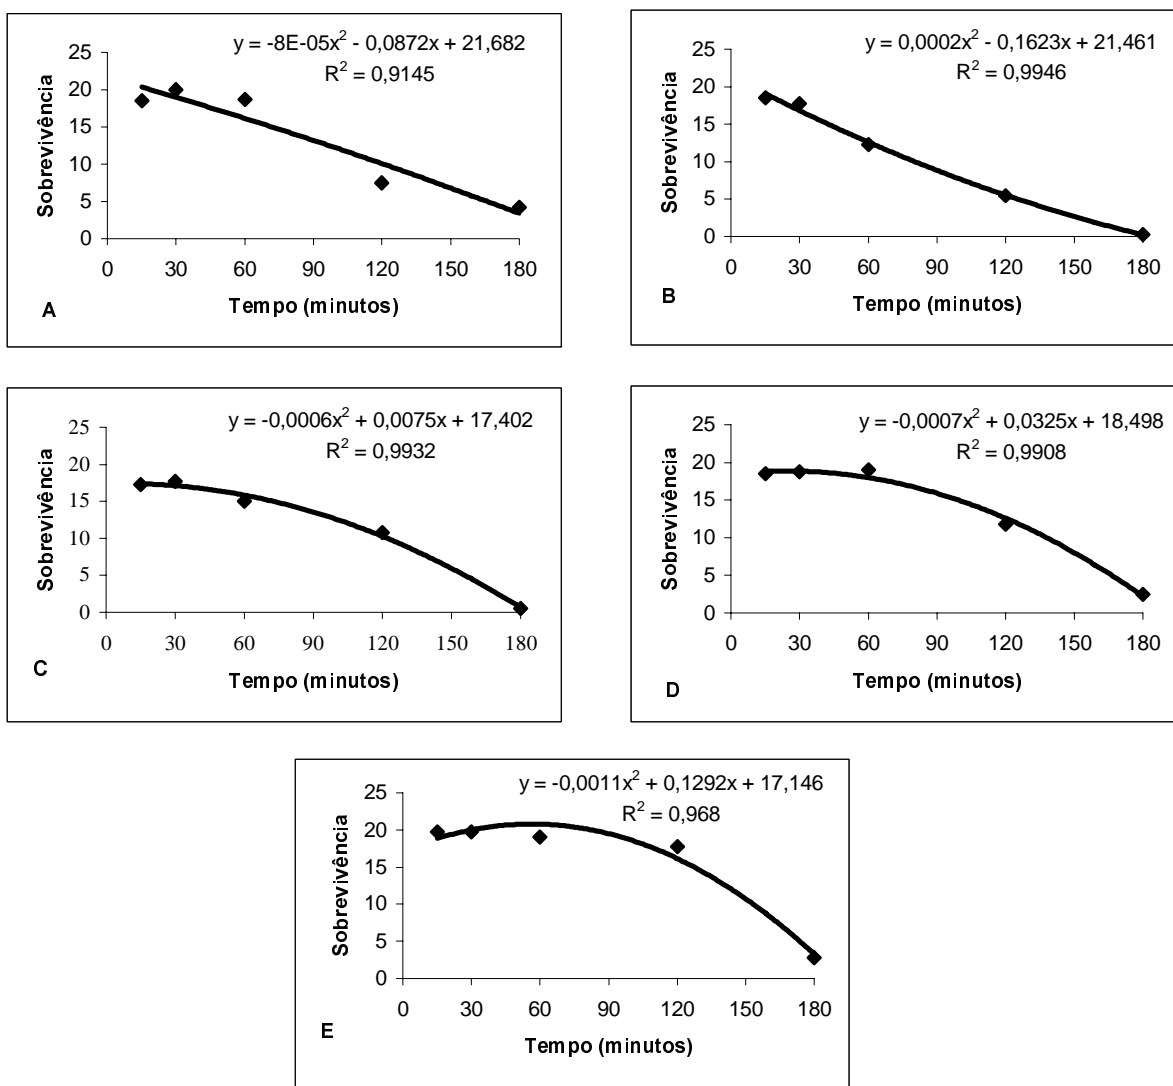 y = -8E-05x² - 0,0872x + 21,682
R² = 0,9145
25
20
15
10
5
0
Sobrevivência
0 30 60 90 120 150 180
Tempo (minutos)
A
y = 0,0002x² - 0,1623x + 21,461
R² = 0,9946
25
20
15
10
5
0
Sobrevivência
0 30 60 90 120 150 180
Tempo (minutos)
B
y = -0,0006x² + 0,0075x + 17,402
R² = 0,9932
25
20
15
10
5
0
Sobrevivência
0 30 60 90 120 150 180
Tempo (minutos)
C
y = -0,0007x² + 0,0325x + 18,498
R² = 0,9908
25
20
15
10
5
0
Sobrevivência
0 30 60 90 120 150 180
Tempo (minutos)
D
y = -0,0011x² + 0,1292x + 17,146
R² = 0,968
25
20
15
10
5
0
Sobrevivência
0 30 60 90 120 150 180
Tempo (minutos)
E